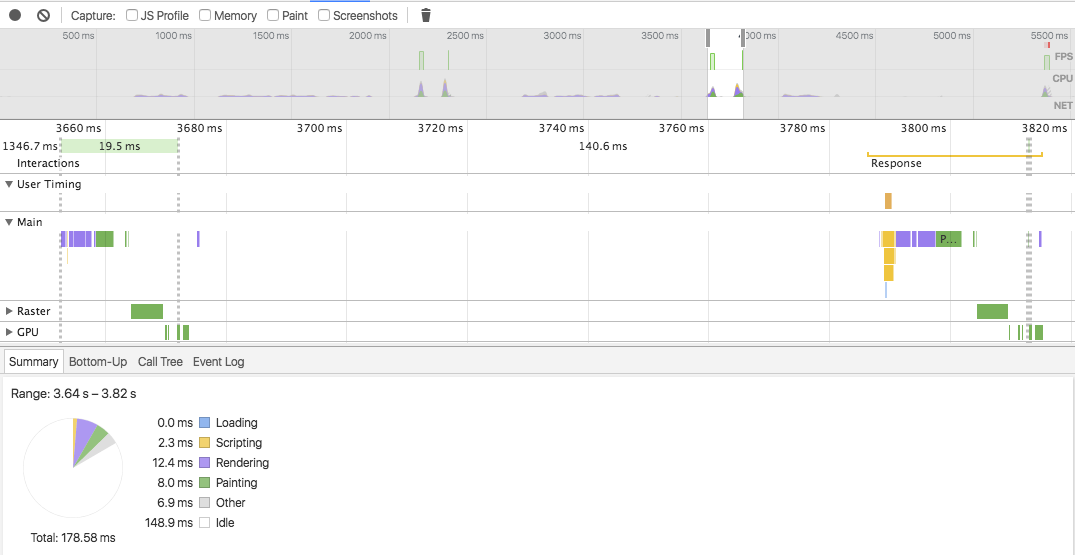 Capture: JS Profile Memory Paint Screenshots
500 ms 1000 ms 1500 ms 2000 ms 2500 ms 3000 ms 3500 ms 000 ms 4500 ms 5000 ms 5500 ms
FPS
CPU
NET
3660 ms 3680 ms 3700 ms 3720 ms 3740 ms 3760 ms 3780 ms 3800 ms 3820 ms
1346.7 ms 19.5 ms 140.6 ms
Interactions Response
User Timing
Main
P...
Raster
GPU
Summary Bottom-Up Call Tree Event Log
Range: 3.64 s – 3.82 s
0.0 ms Loading
2.3 ms Scripting
12.4 ms Rendering
8.0 ms Painting
6.9 ms Other
148.9 ms Idle
Total: 178.58 ms